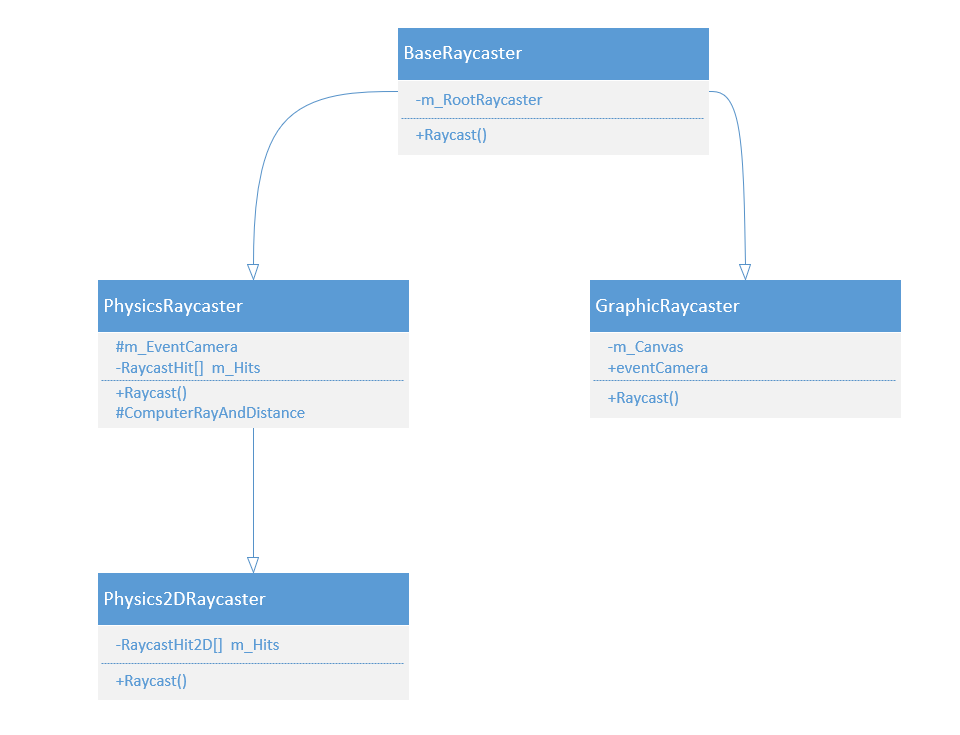 BaseRaycaster
-m_RootRaycaster
+Raycast()
PhysicsRaycaster
#m_EventCamera
-RaycastHit[]  m_Hits
+Raycast()
#ComputerRayAndDistance
GraphicRaycaster
-m_Canvas
+eventCamera
+Raycast()
Physics2DRaycaster
-RaycastHit2D[]  m_Hits
+Raycast()